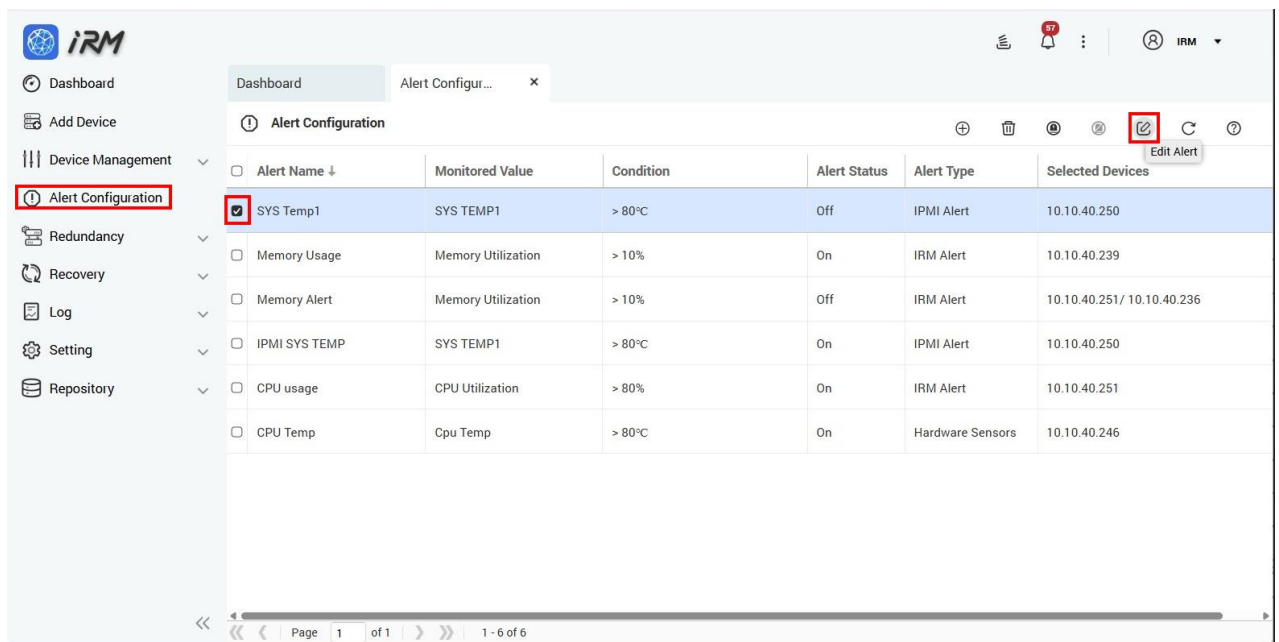 iRM
57
IRM
Dashboard
Add Device
Device Management
Alert Configuration
Redundancy
Recovery
Log
Setting
Repository
Dashboard
Alert Configur...
Alert Configuration
Edit Alert
Alert Name Monitored Value Condition Alert Status Alert Type Selected Devices
SYS Temp1 SYS TEMP1 > 80°C Off IPMI Alert 10.10.40.250
Memory Usage Memory Utilization > 10% On IRM Alert 10.10.40.239
Memory Alert Memory Utilization > 10% Off IRM Alert 10.10.40.251/ 10.10.40.236
IPMI SYS TEMP SYS TEMP1 > 80°C On IPMI Alert 10.10.40.250
CPU usage CPU Utilization > 80% On IRM Alert 10.10.40.251
CPU Temp Cpu Temp > 80°C On Hardware Sensors 10.10.40.246
Page 1 of 1 1 - 6 of 6